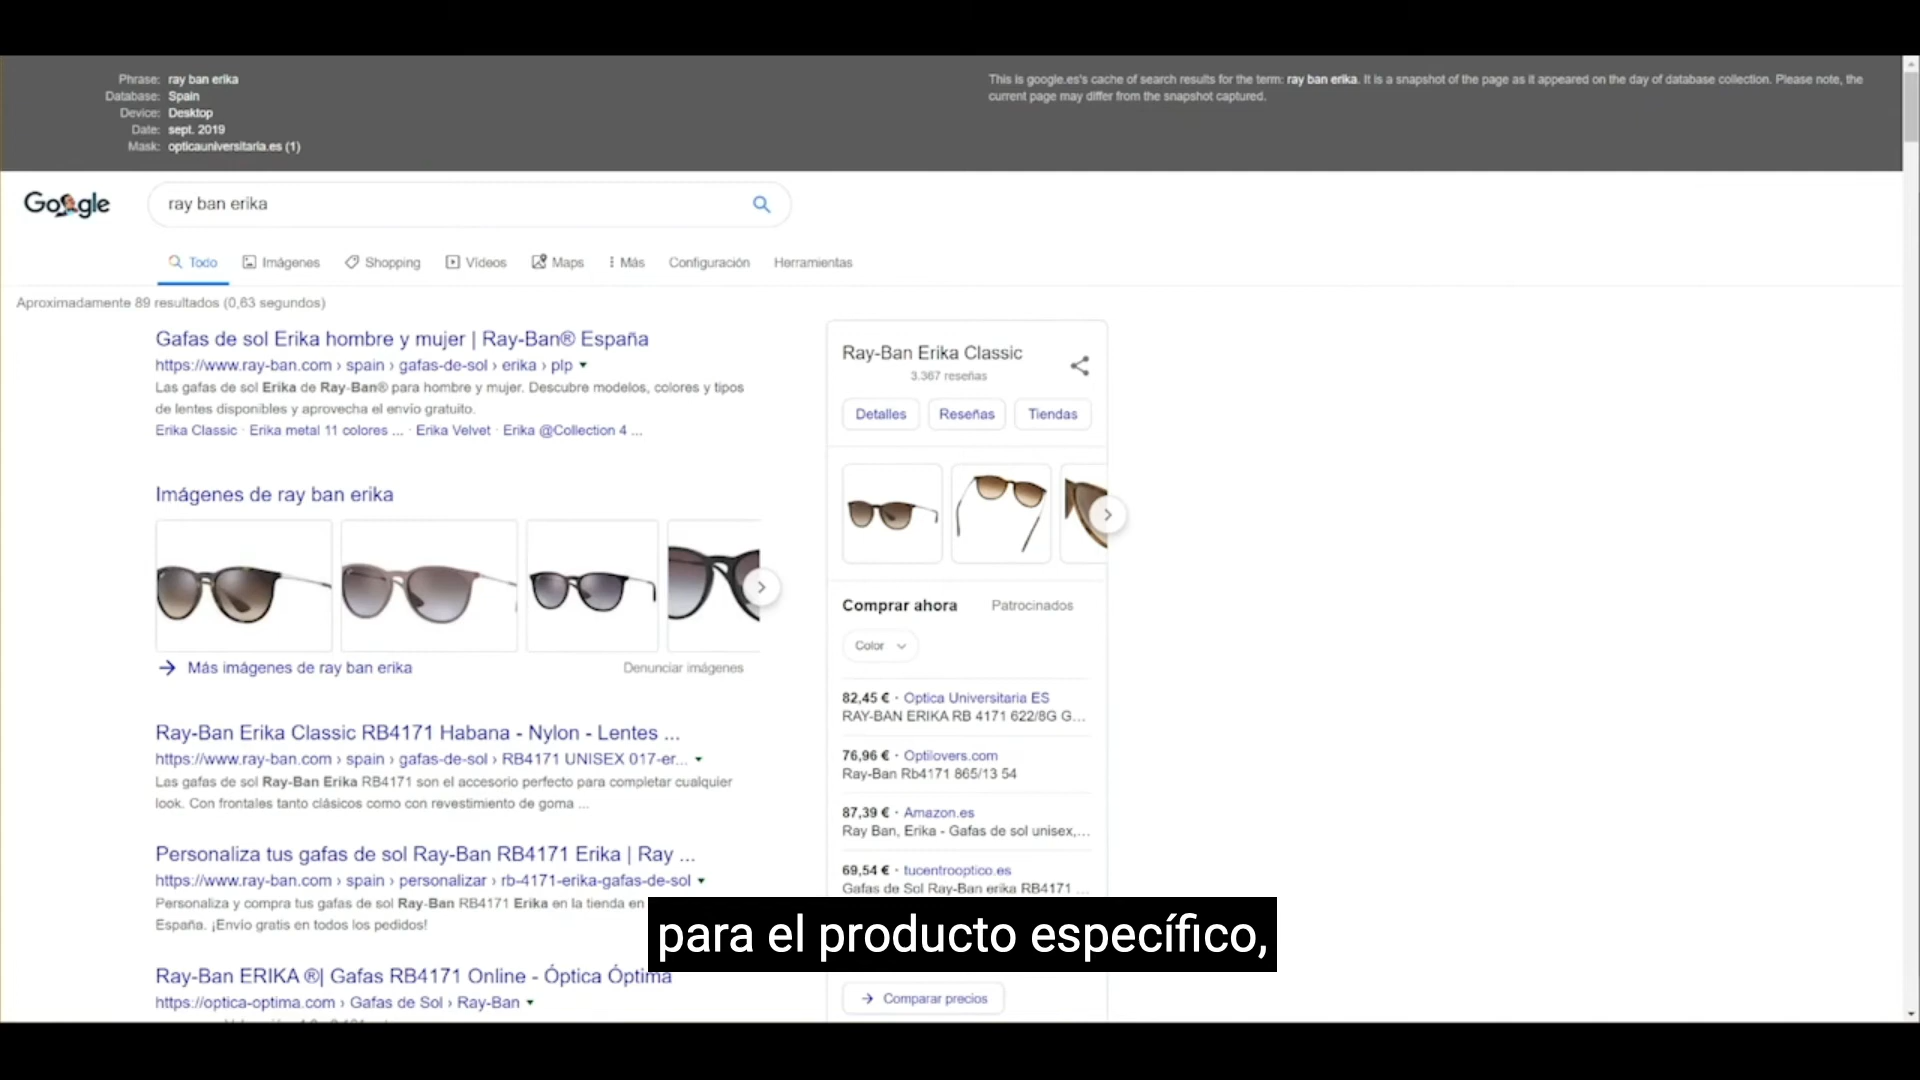 Phrase: ray ban erika
Database: Spain
Device: Desktop
Date: sept. 2019
Mask: opticauniversitaria.es (1)
This is google.es's cache of search results for the term: ray ban erika. It is a snapshot of the page as it appeared on the day of database collection. Please note, the
current page may differ from the snapshot captured.
Google
ray ban erika
Todo Imágenes Shopping Vídeos Maps Más Configuración Herramientas
Aproximadamente 89 resultados (0,63 segundos)
Gafas de sol Erika hombre y mujer | Ray-Ban® España
https://www.ray-ban.com › spain › gafas-de-sol › erika › plp
Las gafas de sol Erika de Ray-Ban® para hombre y mujer. Descubre modelos, colores y tipos
de lentes disponibles y aprovecha el envío gratuito.
Erika Classic · Erika metal 11 colores ... · Erika Velvet · Erika @Collection 4 ...
Imágenes de ray ban erika
Más imágenes de ray ban erika
Denunciar imágenes
Ray-Ban Erika Classic RB4171 Habana - Nylon - Lentes ...
https://www.ray-ban.com › spain › gafas-de-sol › RB4171 UNISEX 017-er...
Las gafas de sol Ray-Ban Erika RB4171 son el accesorio perfecto para completar cualquier
look. Con frontales tanto clásicos como con revestimiento de goma ...
Personaliza tus gafas de sol Ray-Ban RB4171 Erika | Ray ...
https://www.ray-ban.com › spain › personalizar › rb-4171-erika-gafas-de-sol
Personaliza y compra tus gafas de sol Ray-Ban RB4171 Erika en la tienda en
España. ¡Envío gratis en todos los pedidos!
Ray-Ban ERIKA ®| Gafas RB4171 Online - Óptica Óptima
https://optica-optima.com › Gafas de Sol › Ray-Ban
Ray-Ban Erika Classic
3.367 reseñas
Detalles Reseñas Tiendas
Comprar ahora Patrocinados
Color
82,45 € · Optica Universitaria ES
RAY-BAN ERIKA RB 4171 622/8G G...
76,96 € · Optilovers.com
Ray-Ban Rb4171 865/13 54
87,39 € · Amazon.es
Ray Ban, Erika - Gafas de sol unisex,...
69,54 € · tucentrooptico.es
Gafas de Sol Ray-Ban erika RB4171 ...
Comparar precios
para el producto específico,